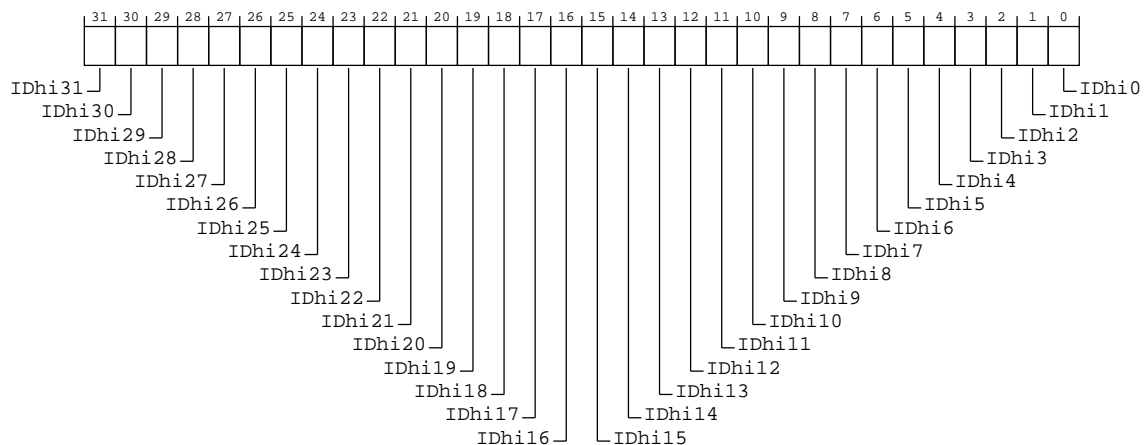 31 30 29 28 27 26 25 24 23 22 21 20 19 18 17 16 15 14 13 12 11 10 9 8 7 6 5 4 3 2 1 0
IDhi31 IDhi0
IDhi30 IDhi1
IDhi29 IDhi2
IDhi28 IDhi3
IDhi27 IDhi4
IDhi26 IDhi5
IDhi25 IDhi6
IDhi24 IDhi7
IDhi23 IDhi8
IDhi22 IDhi9
IDhi21 IDhi10
IDhi20 IDhi11
IDhi19 IDhi12
IDhi18 IDhi13
IDhi17 IDhi14
IDhi16 IDhi15